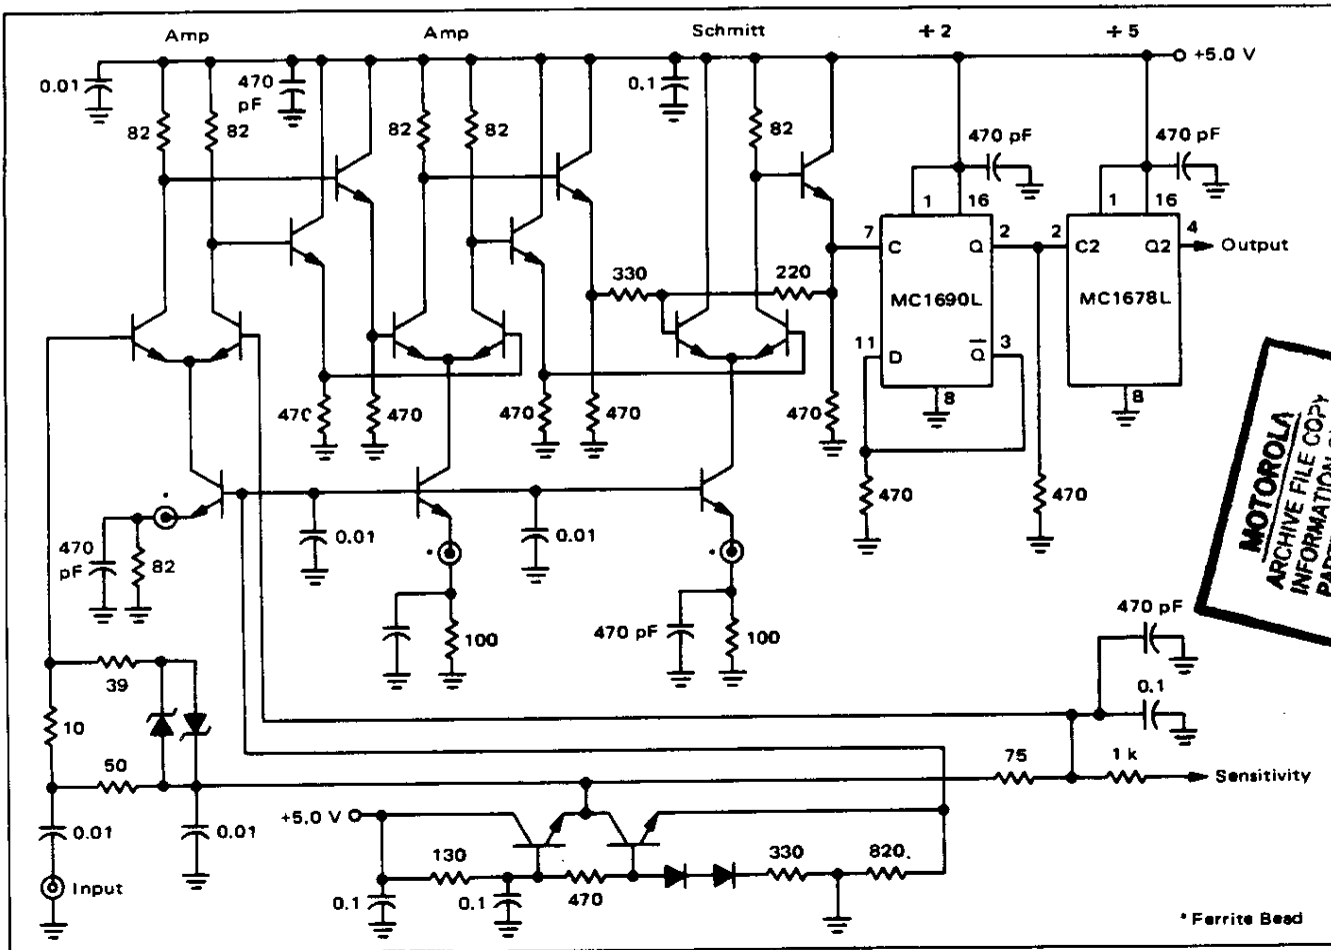 Amp
Amp
Schmitt
÷2
÷5
+5.0 V
0.01
470
pF
0.1
82
82
82
82
82
470 pF
470 pF
1
16
1
16
7
C
Q
2
2
C2
Q2
4
Output
330
220
MC1690L
MC1678L
11
D
Q̅
3
8
8
470
470
470
470
470
470
470
470
pF
82
0.01
0.01
*
*
*
100
470 pF
100
470 pF
0.1
39
10
50
75
1 k
Sensitivity
0.01
0.01
+5.0 V
130
470
330
820
0.1
0.1
Input
* Ferrite Bead
MOTOROLA
ARCHIVE FILE COPY
INFORMATION